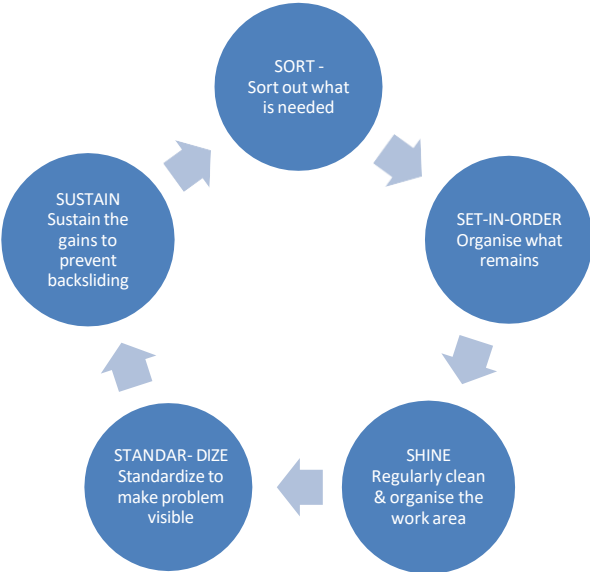 SORT -
Sort out what
is needed
SET-IN-ORDER
Organise what
remains
SHINE
Regularly clean
& organise the
work area
STANDAR- DIZE
Standardize to
make problem
visible
SUSTAIN
Sustain the
gains to
prevent
backsliding